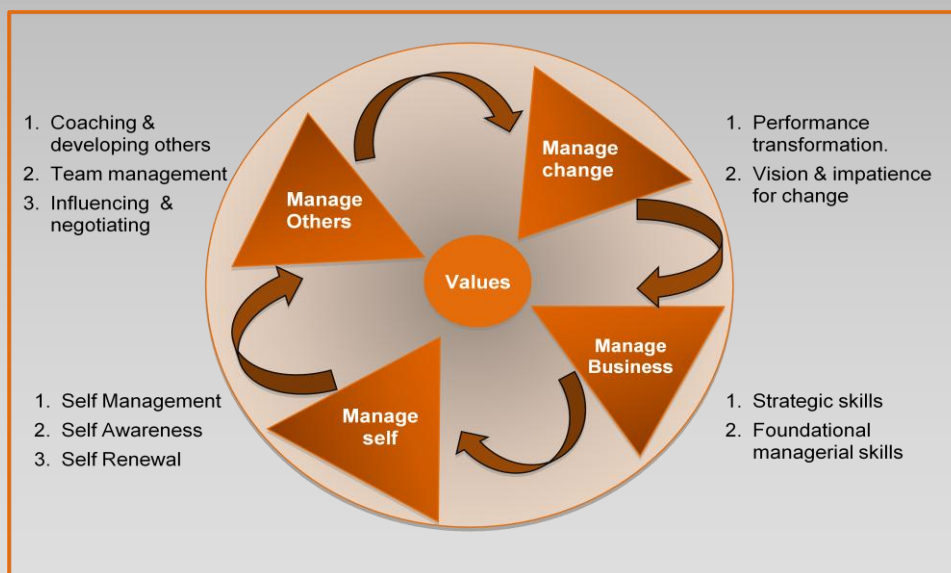 1. Coaching &
developing others
2. Team management
3. Influencing &
negotiating
Manage
Others
Manage
change
1. Performance
transformation.
2. Vision & impatience
for change
Values
1. Self Management
2. Self Awareness
3. Self Renewal
Manage
self
Manage
Business
1. Strategic skills
2. Foundational
managerial skills